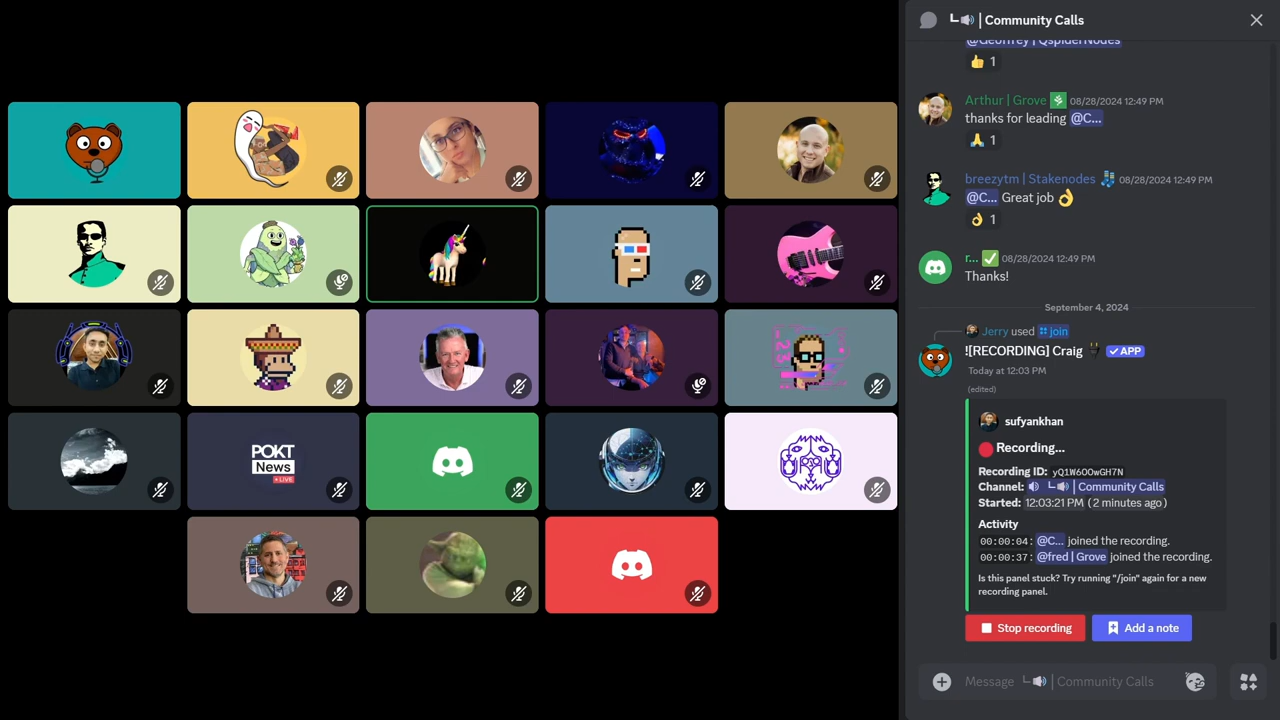 POKT
News
LIVE
Community Calls
@Geoffrey | QspiderNodes
👍 1
Arthur | Grove 08/28/2024 12:49 PM
thanks for leading @C...
🙏 1
breezytm | Stakenodes 🧦 08/28/2024 12:49 PM
@C... Great job 👌
👌 1
r... ✅ 08/28/2024 12:49 PM
Thanks!
September 4, 2024
Jerry used join
![RECORDING] Craig ✓ APP
Today at 12:03 PM
(edited)
sufyankhan
🔴 Recording...
Recording ID: yQ1W6OOwGH7N
Channel: Community Calls
Started: 12:03:21 PM (2 minutes ago)
Activity
00:00:04: @C... joined the recording.
00:00:37: @fred | Grove joined the recording.
Is this panel stuck? Try running "/join" again for a new
recording panel.
Stop recording Add a note
Message Community Calls